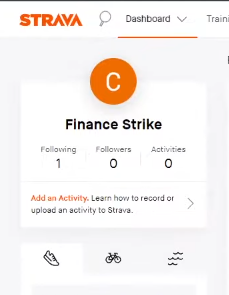 STRAVA Dashboard
C
Finance Strike
Following Followers Activities
1 0 0
Add an Activity. Learn how to record or
upload an activity to Strava.